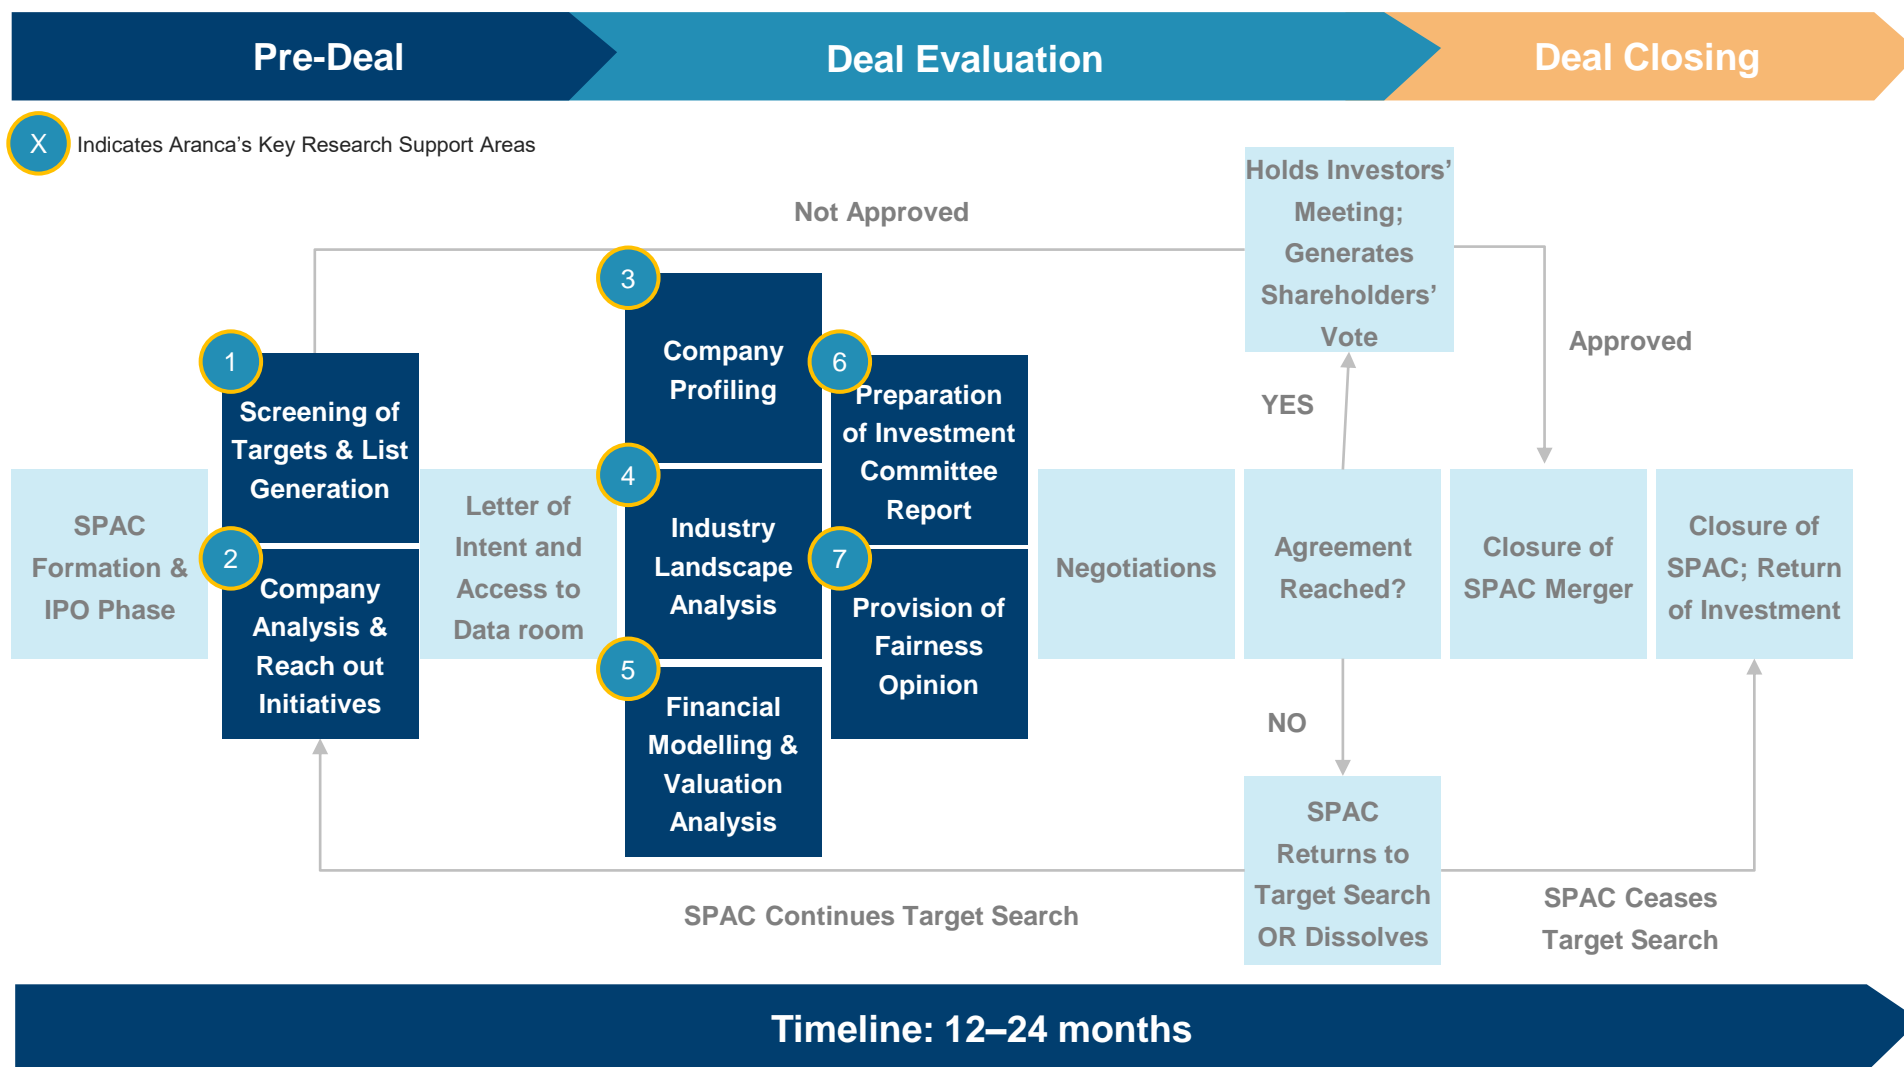 Pre-Deal
Deal Evaluation
Deal Closing
X
Indicates Aranca’s Key Research Support Areas
Not Approved
Holds Investors’
Meeting;
Generates
Shareholders’
Vote
Approved
YES
SPAC
Formation &
IPO Phase
1
Screening of
Targets & List
Generation
2
Company
Analysis &
Reach out
Initiatives
Letter of
Intent and
Access to
Data room
3
Company
Profiling
4
Industry
Landscape
Analysis
5
Financial
Modelling &
Valuation
Analysis
6
Preparation
of Investment
Committee
Report
7
Provision of
Fairness
Opinion
Negotiations
Agreement
Reached?
Closure of
SPAC Merger
Closure of
SPAC; Return
of Investment
NO
SPAC
Returns to
Target Search
OR Dissolves
SPAC Continues Target Search
SPAC Ceases
Target Search
Timeline: 12–24 months